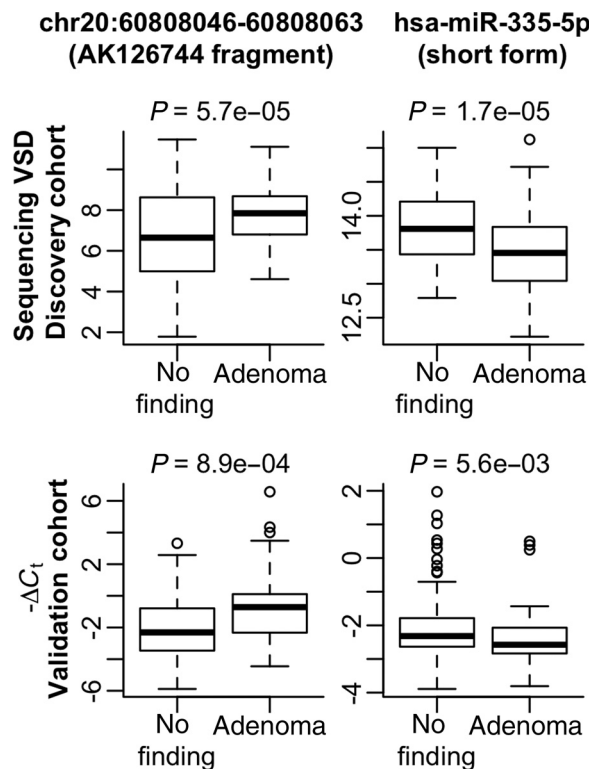 chr20:60808046-60808063
(AK126744 fragment)
hsa-miR-335-5p
(short form)
Sequencing VSD
Discovery cohort
P = 5.7e−05
8
6
4
2
No
finding
Adenoma
P = 1.7e−05
14.0
12.5
No
finding
Adenoma
-ΔCt
Validation cohort
P = 8.9e−04
6
2
-2
-6
No
finding
Adenoma
P = 5.6e−03
2
0
-2
-4
No
finding
Adenoma